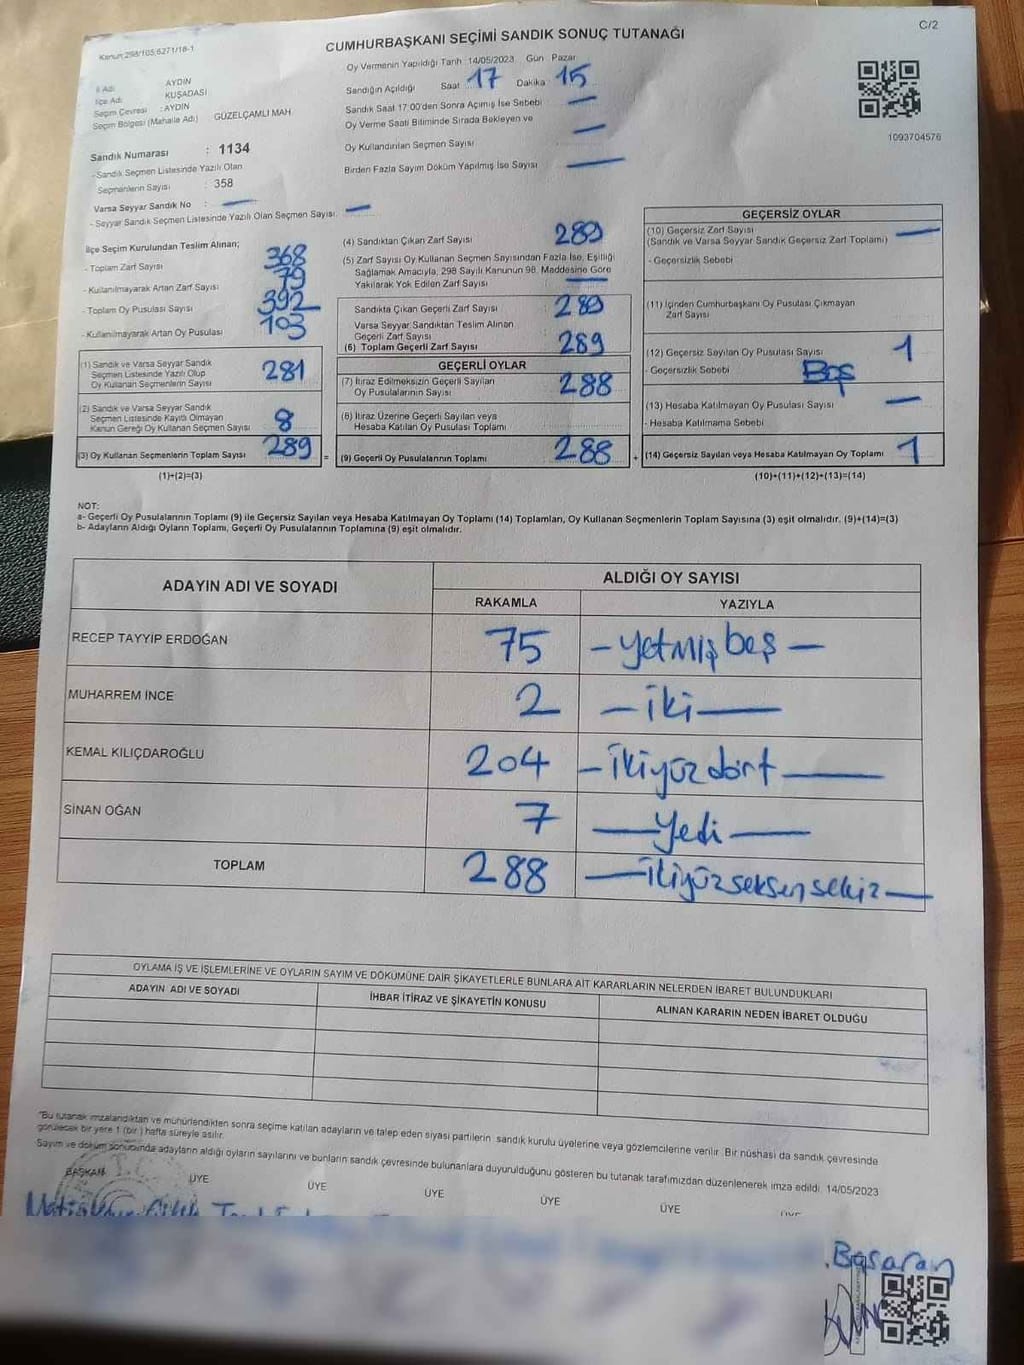 C/2
Kanun:298/105,6271/18-1
CUMHURBAŞKANI SEÇİMİ SANDIK SONUÇ TUTANAĞI
İl Adı AYDIN
İlçe Adı KUŞADASI
Seçim Çevresi : AYDIN
Seçim Bölgesi (Mahalle Adı) GÜZELÇAMLI MAH
Oy Vermenin Yapıldığı Tarih :14/05/2023 Gün Pazar
Sandığın Açıldığı Saat 17 Dakika 15
Sandık Saat 17:00'den Sonra Açılmış İse Sebebi —
Oy Verme Saati Bitiminde Sırada Bekleyen ve
Oy Kullandırılan Seçmen Sayısı —
Birden Fazla Sayım Döküm Yapılmış İse Sayısı —
1093704576
Sandık Numarası : 1134
- Sandık Seçmen Listesinde Yazılı Olan
Seçmenlerin Sayısı : 358
Varsa Seyyar Sandık No : —
- Seyyar Sandık Seçmen Listesinde Yazılı Olan Seçmen Sayısı: —
İlçe Seçim Kurulundan Teslim Alınan;
- Toplam Zarf Sayısı 368
- Kullanılmayarak Artan Zarf Sayısı 79
- Toplam Oy Pusulası Sayısı 392
- Kullanılmayarak Artan Oy Pusulası 103
(1) Sandık ve Varsa Seyyar Sandık
Seçmen Listesinde Yazılı Olup
Oy Kullanan Seçmenlerin Sayısı 281
(2) Sandık ve Varsa Seyyar Sandık
Seçmen Listesinde Kayıtlı Olmayan
Kanun Gereği Oy Kullanan Seçmen Sayısı 8
(3) Oy Kullanan Seçmenlerin Toplam Sayısı 289
(1)+(2)=(3)
=
(4) Sandıktan Çıkan Zarf Sayısı 289
(5) Zarf Sayısı Oy Kullanan Seçmen Sayısından Fazla İse, Eşitliği
Sağlamak Amacıyla, 298 Sayılı Kanunun 98. Maddesine Göre
Yakılarak Yok Edilen Zarf Sayısı —
Sandıkta Çıkan Geçerli Zarf Sayısı 289
Varsa Seyyar Sandıktan Teslim Alınan
Geçerli Zarf Sayısı
(6) Toplam Geçerli Zarf Sayısı 289
GEÇERLİ OYLAR
(7) İtiraz Edilmeksizin Geçerli Sayılan
Oy Pusulalarının Sayısı 288
(8) İtiraz Üzerine Geçerli Sayılan veya
Hesaba Katılan Oy Pusulası Toplamı
(9) Geçerli Oy Pusulalarının Toplamı 288
+
GEÇERSİZ OYLAR
(10) Geçersiz Zarf Sayısı —
(Sandık ve Varsa Seyyar Sandık Geçersiz Zarf Toplamı)
- Geçersizlik Sebebi
(11) İçinden Cumhurbaşkanı Oy Pusulası Çıkmayan
Zarf Sayısı
(12) Geçersiz Sayılan Oy Pusulası Sayısı 1
- Geçersizlik Sebebi Boş
(13) Hesaba Katılmayan Oy Pusulası Sayısı —
- Hesaba Katılmama Sebebi
(14) Geçersiz Sayılan veya Hesaba Katılmayan Oy Toplamı 1
(10)+(11)+(12)+(13)=(14)
NOT:
a- Geçerli Oy Pusulalarının Toplamı (9) ile Geçersiz Sayılan veya Hesaba Katılmayan Oy Toplamı (14) Toplamları, Oy Kullanan Seçmenlerin Toplam Sayısına (3) eşit olmalıdır. (9)+(14)=(3)
b- Adayların Aldığı Oyların Toplamı, Geçerli Oy Pusulalarının Toplamına (9) eşit olmalıdır.
ADAYIN ADI VE SOYADI ALDIĞI OY SAYISI
RAKAMLA YAZIYLA
RECEP TAYYİP ERDOĞAN 75 — yetmiş beş —
MUHARREM İNCE 2 — iki —
KEMAL KILIÇDAROĞLU 204 — ikiyüz dört —
SİNAN OĞAN 7 — yedi —
TOPLAM 288 — ikiyüz seksen sekiz —
OYLAMA İŞ VE İŞLEMLERİNE VE OYLARIN SAYIM VE DÖKÜMÜNE DAİR ŞİKAYETLERLE BUNLARA AİT KARARLARIN NELERDEN İBARET BULUNDUKLARI
ADAYIN ADI VE SOYADI İHBAR İTİRAZ VE ŞİKAYETİN KONUSU ALINAN KARARIN NEDEN İBARET OLDUĞU
"Bu tutanak imzalandıktan ve mühürlendikten sonra seçime katılan adayların ve talep eden siyasi partilerin sandık kurulu üyelerine veya gözlemcilerine verilir. Bir nüshası da sandık çevresinde
görülecek bir yere 1 (bir ) hafta süreyle asılır.
Sayım ve döküm sonucunda adayların aldığı oyların sayılarını ve bunların sandık çevresinde bulunanlara duyurulduğunu gösteren bu tutanak tarafımızdan düzenlenerek imza edildi. 14/05/2023
BAŞKAN ÜYE ÜYE ÜYE ÜYE ÜYE ÜYE
T.C.
Başaran